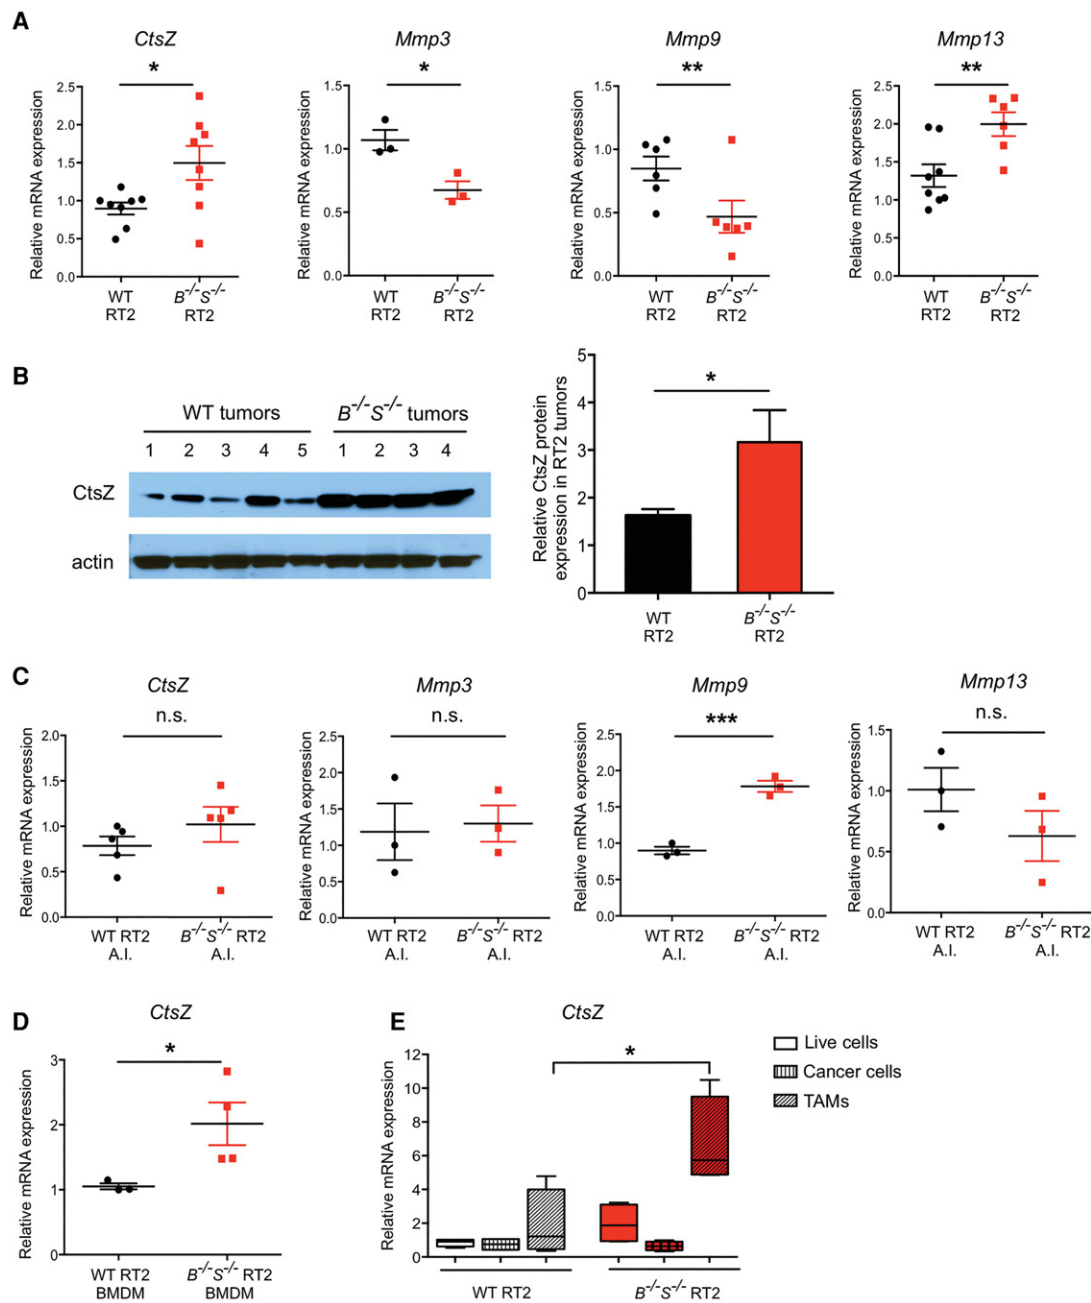 A
CtsZ
Mmp3
Mmp9
Mmp13
*
*
**
**
Relative mRNA expression
2.5
2.0
1.5
1.0
0.5
0.0
WT
RT2
B-/-S-/-
RT2
Relative mRNA expression
1.5
1.0
0.5
0.0
WT
RT2
B-/-S-/-
RT2
Relative mRNA expression
1.5
1.0
0.5
0.0
WT
RT2
B-/-S-/-
RT2
Relative mRNA expression
2.5
2.0
1.5
1.0
0.5
0.0
WT
RT2
B-/-S-/-
RT2
B
WT tumors
B-/-S-/- tumors
1 2 3 4 5 1 2 3 4
CtsZ
actin
Relative CtsZ protein
expression in RT2 tumors
5
4
3
2
1
0
*
WT
RT2
B-/-S-/-
RT2
C
CtsZ
Mmp3
Mmp9
Mmp13
n.s.
n.s.
***
n.s.
Relative mRNA expression
2.0
1.5
1.0
0.5
0.0
WT RT2
A.I.
B-/-S-/- RT2
A.I.
Relative mRNA expression
2.5
2.0
1.5
1.0
0.5
0.0
WT RT2
A.I.
B-/-S-/- RT2
A.I.
Relative mRNA expression
2.5
2.0
1.5
1.0
0.5
0.0
WT RT2
A.I.
B-/-S-/- RT2
A.I.
Relative mRNA expression
1.5
1.0
0.5
0.0
WT RT2
A.I.
B-/-S-/- RT2
A.I.
D
CtsZ
*
Relative mRNA expression
3
2
1
0
WT RT2
BMDM
B-/-S-/- RT2
BMDM
E
CtsZ
*
Relative mRNA expression
12
10
8
6
4
2
0
WT RT2
B-/-S-/- RT2
Live cells
Cancer cells
TAMs